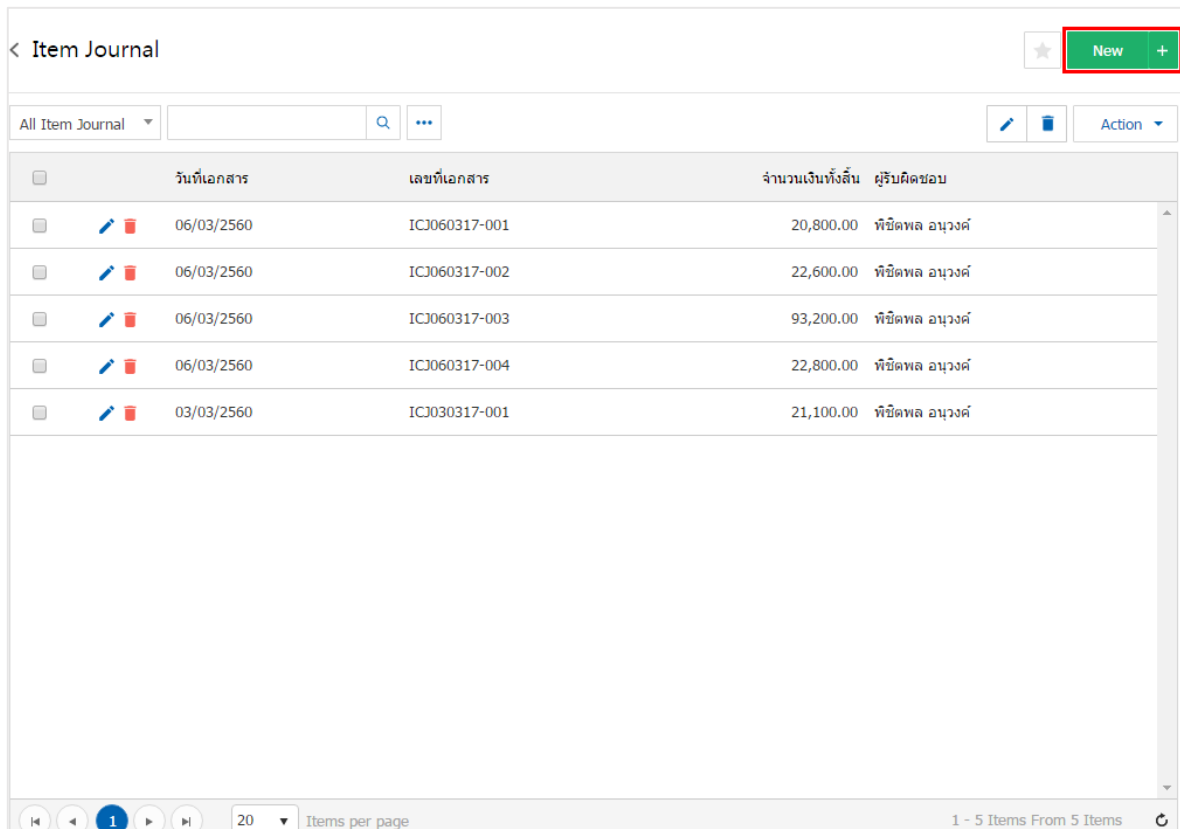 Item Journal New +
All Item Journal Action
วันที่เอกสาร เลขที่เอกสาร จำนวนเงินทั้งสิ้น ผู้รับผิดชอบ
06/03/2560 ICJ060317-001 20,800.00 พิชิตพล อนุวงค์
06/03/2560 ICJ060317-002 22,600.00 พิชิตพล อนุวงค์
06/03/2560 ICJ060317-003 93,200.00 พิชิตพล อนุวงค์
06/03/2560 ICJ060317-004 22,800.00 พิชิตพล อนุวงค์
03/03/2560 ICJ030317-001 21,100.00 พิชิตพล อนุวงค์
1 20 Items per page 1 - 5 Items From 5 Items